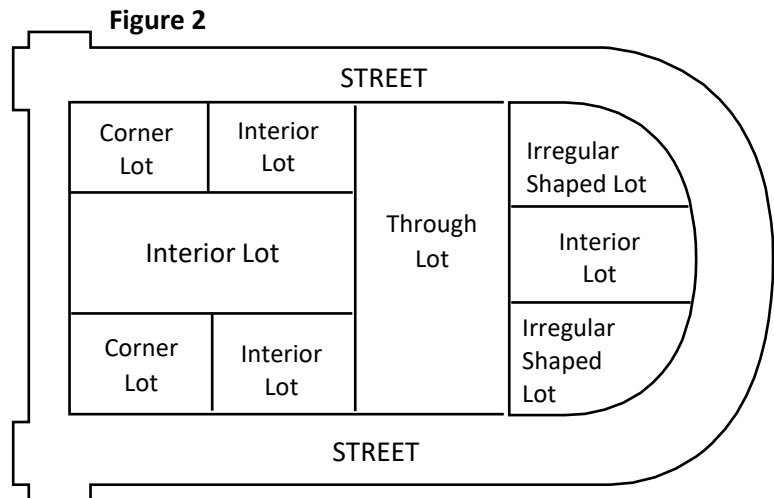 Figure 2
STREET
Corner
Lot
Interior
Lot
Irregular
Shaped Lot
Through
Lot
Interior Lot
Interior
Lot
Corner
Lot
Interior
Lot
Irregular
Shaped
Lot
STREET